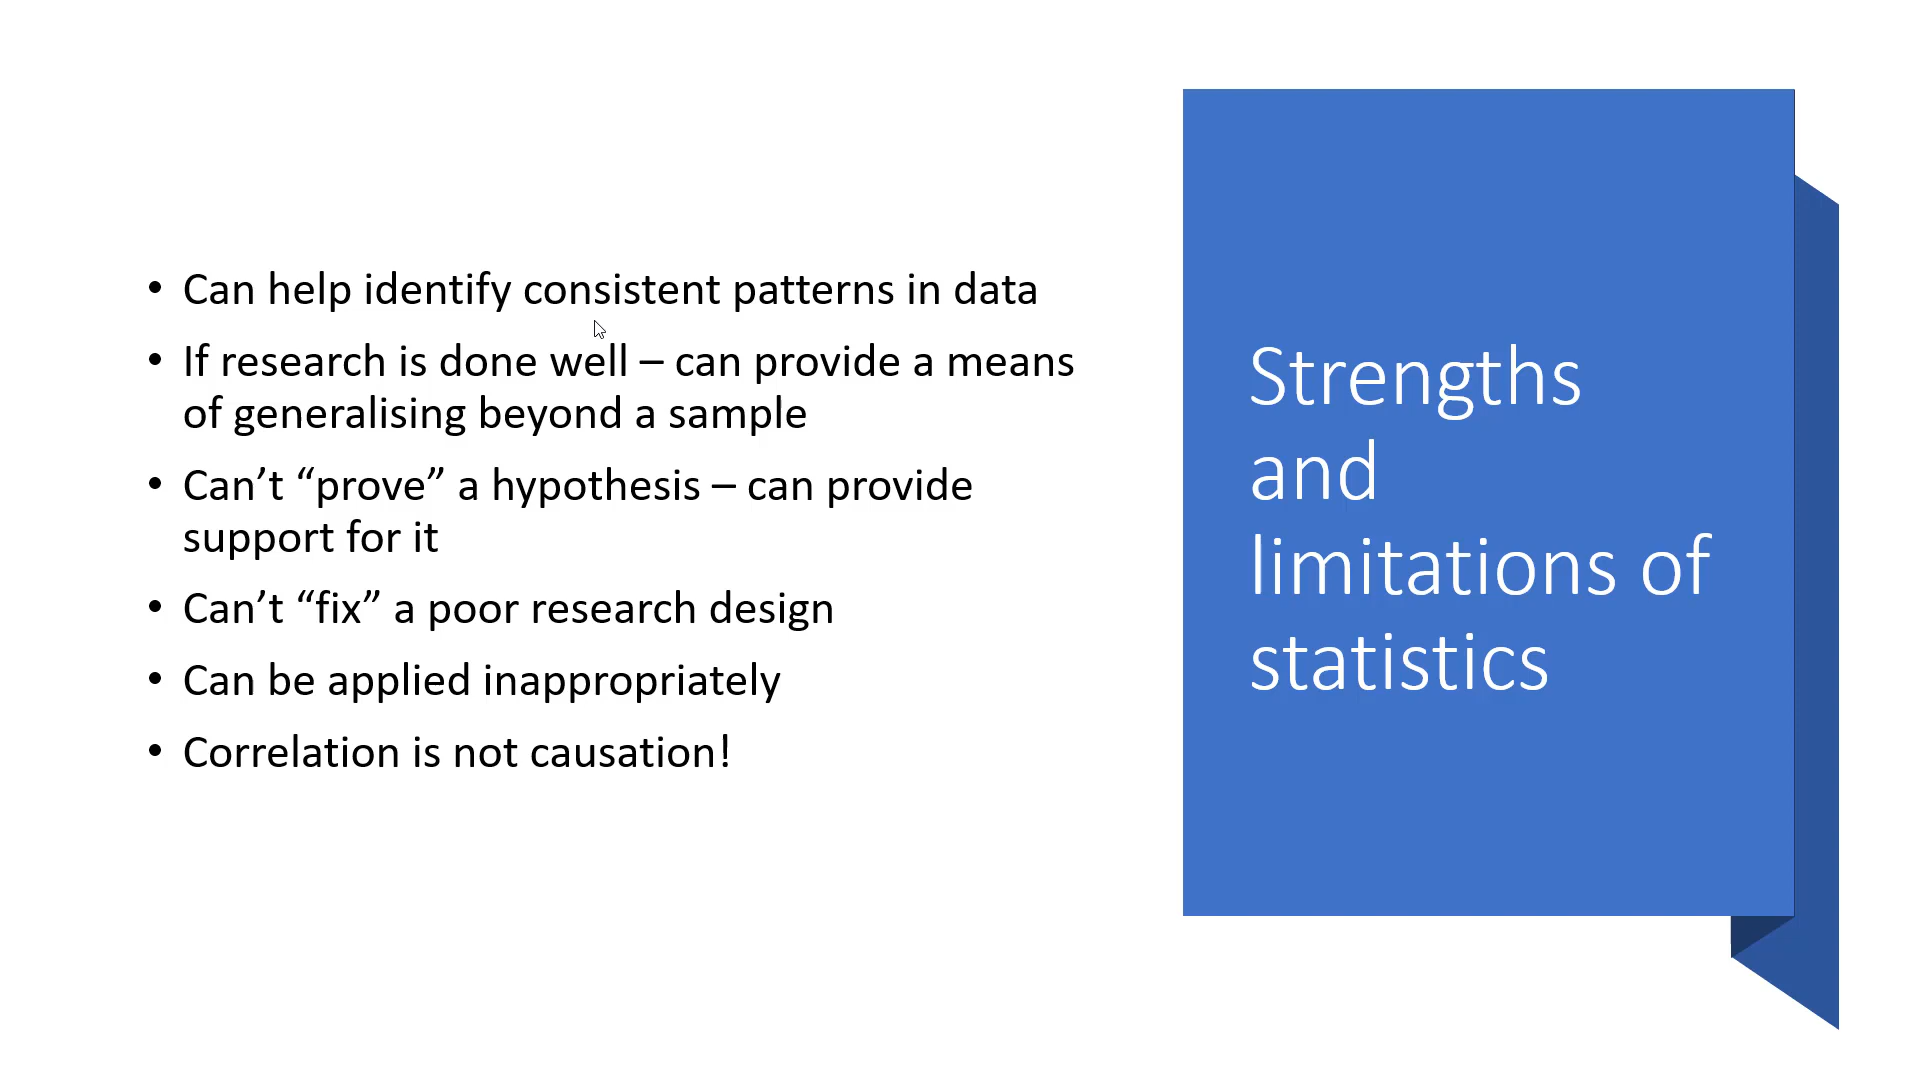 • Can help identify consistent patterns in data
• If research is done well – can provide a means
of generalising beyond a sample
• Can’t “prove” a hypothesis – can provide
support for it
• Can’t “fix” a poor research design
• Can be applied inappropriately
• Correlation is not causation!
Strengths
and
limitations of
statistics